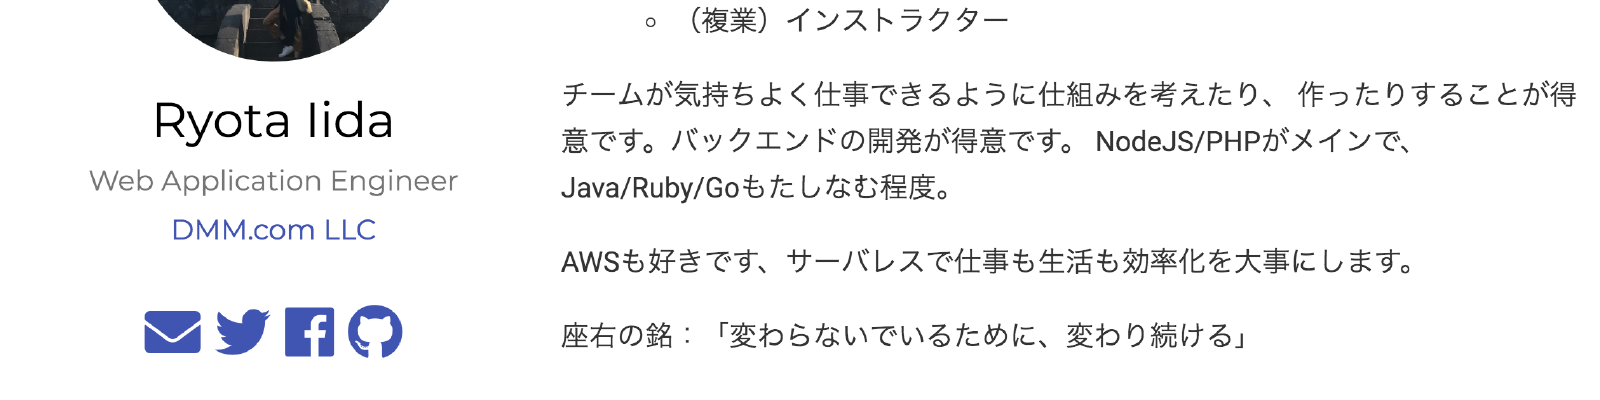 Ryota Iida
Web Application Engineer
DMM.com LLC
（複業）インストラクター
チームが気持ちよく仕事できるように仕組みを考えたり、 作ったりすることが得
意です。バックエンドの開発が得意です。 NodeJS/PHPがメインで、
Java/Ruby/Goもたしなむ程度。
AWSも好きです、サーバレスで仕事も生活も効率化を大事にします。
座右の銘：「変わらないでいるために、変わり続ける」